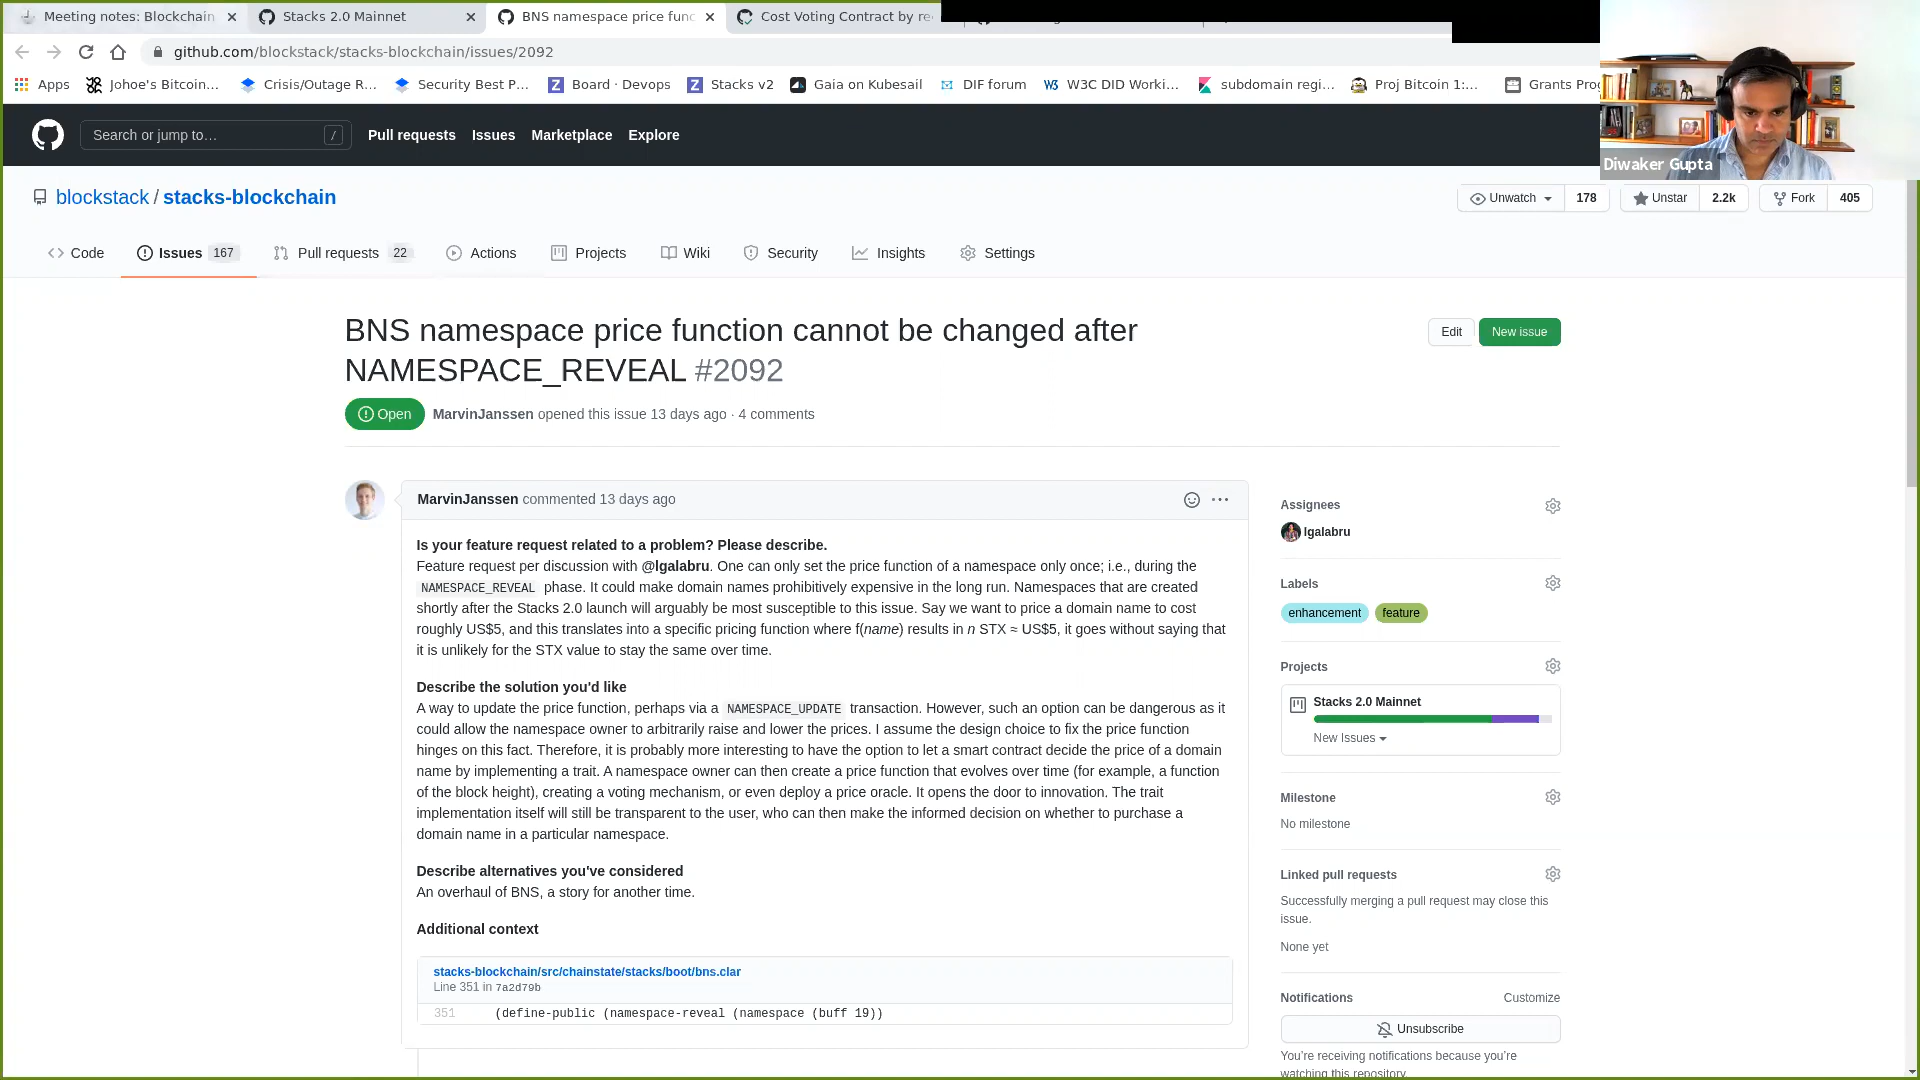 Meeting notes: Blockchain
Stacks 2.0 Mainnet
BNS namespace price func
Cost Voting Contract by re
github.com/blockstack/stacks-blockchain/issues/2092
Apps
Johoe's Bitcoin...
Crisis/Outage R...
Security Best P...
Board · Devops
Stacks v2
Gaia on Kubesail
DIF forum
W3C DID Worki...
subdomain regi...
Proj Bitcoin 1:...
Grants Prog
Diwaker Gupta
Search or jump to…
/
Pull requests
Issues
Marketplace
Explore
blockstack / stacks-blockchain
Unwatch
178
Unstar
2.2k
Fork
405
Code
Issues 167
Pull requests 22
Actions
Projects
Wiki
Security
Insights
Settings
BNS namespace price function cannot be changed after
NAMESPACE_REVEAL #2092
Edit
New issue
Open
MarvinJanssen opened this issue 13 days ago · 4 comments
MarvinJanssen commented 13 days ago
Is your feature request related to a problem? Please describe.
Feature request per discussion with @lgalabru. One can only set the price function of a namespace only once; i.e., during the
NAMESPACE_REVEAL phase. It could make domain names prohibitively expensive in the long run. Namespaces that are created
shortly after the Stacks 2.0 launch will arguably be most susceptible to this issue. Say we want to price a domain name to cost
roughly US$5, and this translates into a specific pricing function where f(name) results in n STX ≈ US$5, it goes without saying that
it is unlikely for the STX value to stay the same over time.
Describe the solution you'd like
A way to update the price function, perhaps via a NAMESPACE_UPDATE transaction. However, such an option can be dangerous as it
could allow the namespace owner to arbitrarily raise and lower the prices. I assume the design choice to fix the price function
hinges on this fact. Therefore, it is probably more interesting to have the option to let a smart contract decide the price of a domain
name by implementing a trait. A namespace owner can then create a price function that evolves over time (for example, a function
of the block height), creating a voting mechanism, or even deploy a price oracle. It opens the door to innovation. The trait
implementation itself will still be transparent to the user, who can then make the informed decision on whether to purchase a
domain name in a particular namespace.
Describe alternatives you've considered
An overhaul of BNS, a story for another time.
Additional context
stacks-blockchain/src/chainstate/stacks/boot/bns.clar
Line 351 in 7a2d79b
351 (define-public (namespace-reveal (namespace (buff 19))
Assignees
lgalabru
Labels
enhancement
feature
Projects
Stacks 2.0 Mainnet
New Issues
Milestone
No milestone
Linked pull requests
Successfully merging a pull request may close this
issue.
None yet
Notifications
Customize
Unsubscribe
You're receiving notifications because you're
watching this repository.